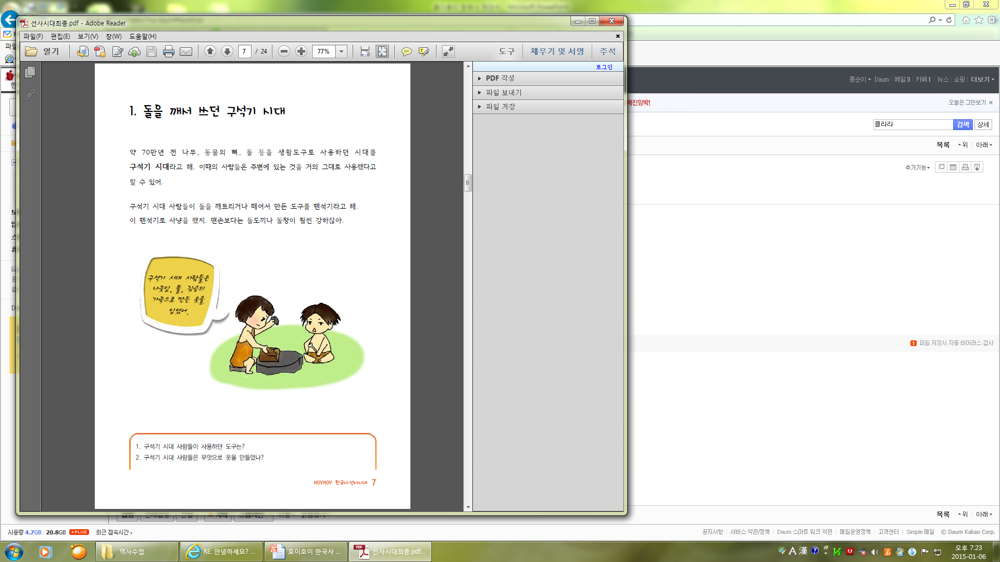 선사시대최종.pdf - Adobe Reader
파일(F) 편집(E) 보기(V) 창(W) 도움말(H)
열기
7 / 24
77%
도구 채우기 및 서명 주석
로그인
PDF 작성
파일 보내기
파일 저장
1. 돌을 깨서 쓰던 구석기 시대
약 70만년 전 나무, 동물의 뼈, 돌 등을 생활도구로 사용하던 시대를
구석기 시대라고 해. 이때의 사람들은 주변에 있는 것을 거의 그대로 사용했다고
할 수 있어.
구석기 시대 사람들이 돌을 깨트리거나 떼어서 만든 도구를 뗀석기라고 해.
이 뗀석기로 사냥을 했지. 맨손보다는 돌도끼나 돌창이 훨씬 강하잖아.
구석기 시대 사람들은
나뭇잎, 풀, 짐승의
가죽으로 만든 옷을
입었어.
1. 구석기 시대 사람들이 사용하던 도구는?
2. 구석기 시대 사람들은 무엇으로 옷을 만들었나?
HOYHOY 한국사-선사시대 7
콩순이 Daum 메일 3 카페 1 뉴스 쇼핑 더보기
매진임박!
오늘은 그만보기
클라라 검색 상세
목록 위 아래
추가기능
파일 저장시 자동 바이러스 검사
목록 위 아래
사용량 4.7GB / 20.8GB +PLUS 최근 접속시간
공지사항 서비스 약관/정책 Daum 스마트 워크 약관 메일운영정책 고객센터 Simple 메일 © Daum Kakao Corp.
역사수업
RE: 안녕하세요? ...
호이호이 한국사 ...
선사시대최종.pdf...
A 漢
오후 7:23
2015-01-06